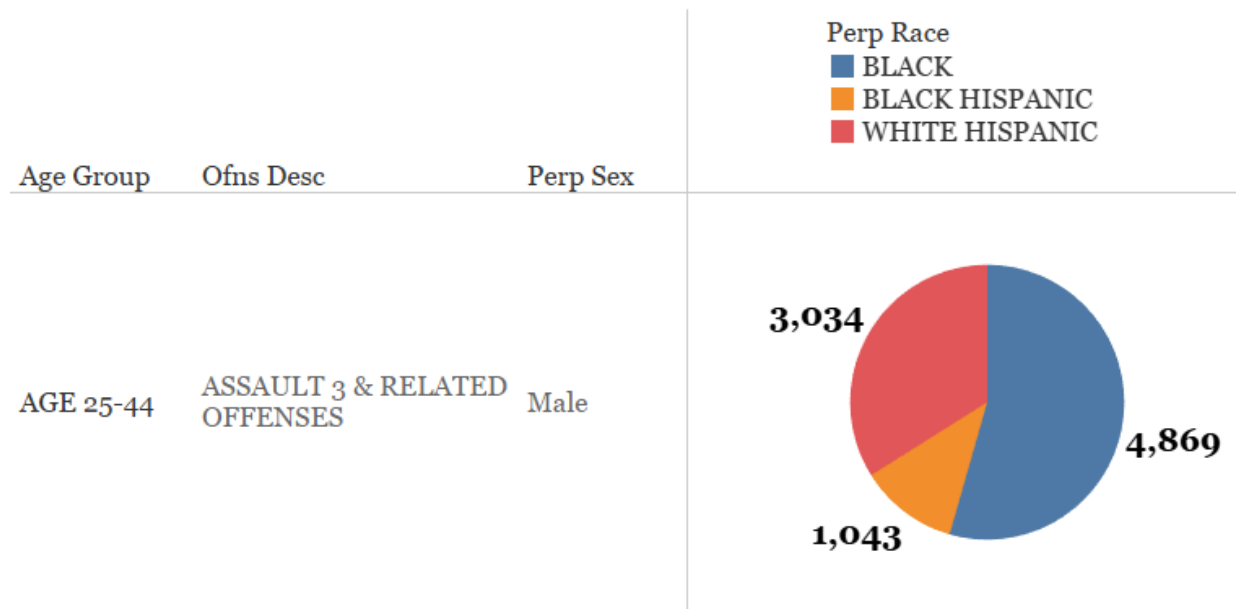 Perp Race
BLACK
BLACK HISPANIC
WHITE HISPANIC
Age Group Ofns Desc Perp Sex
3,034
AGE 25-44 ASSAULT 3 & RELATED OFFENSES Male
4,869
1,043